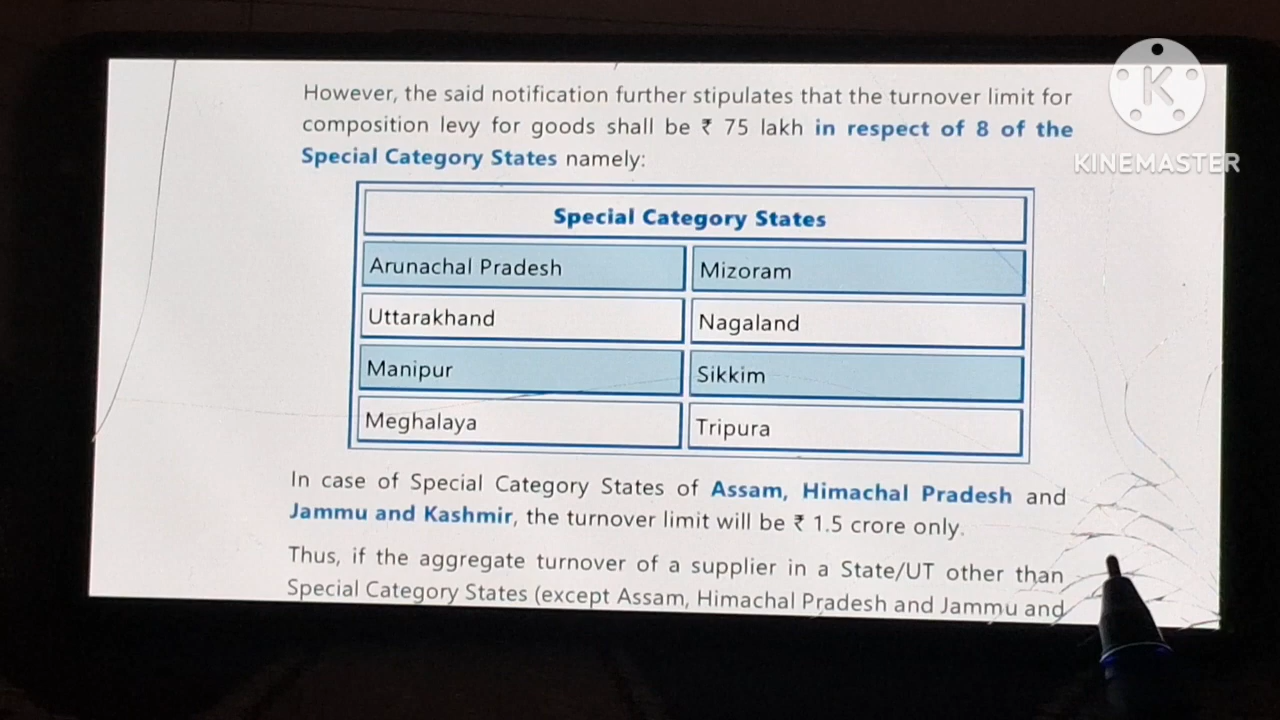 However, the said notification further stipulates that the turnover limit for
composition levy for goods shall be ₹ 75 lakh in respect of 8 of the
Special Category States namely:
Special Category States
Arunachal Pradesh Mizoram
Uttarakhand Nagaland
Manipur Sikkim
Meghalaya Tripura
In case of Special Category States of Assam, Himachal Pradesh and
Jammu and Kashmir, the turnover limit will be ₹ 1.5 crore only.
Thus, if the aggregate turnover of a supplier in a State/UT other than
Special Category States (except Assam, Himachal Pradesh and Jammu and
K
KINEMASTER